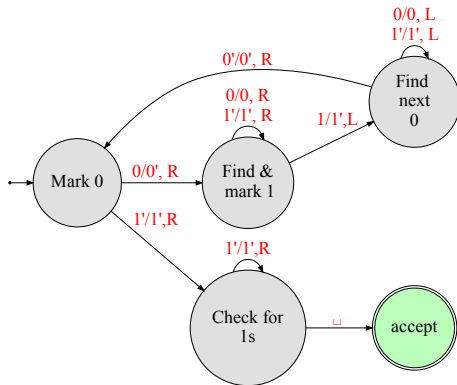 0/0, L
1'/1', L
Find
next
0
0'/0', R
0/0, R
1'/1', R
1/1',L
Mark 0
0/0', R
Find &
mark 1
1'/1',R
1'/1',R
Check for
1s
␣
accept